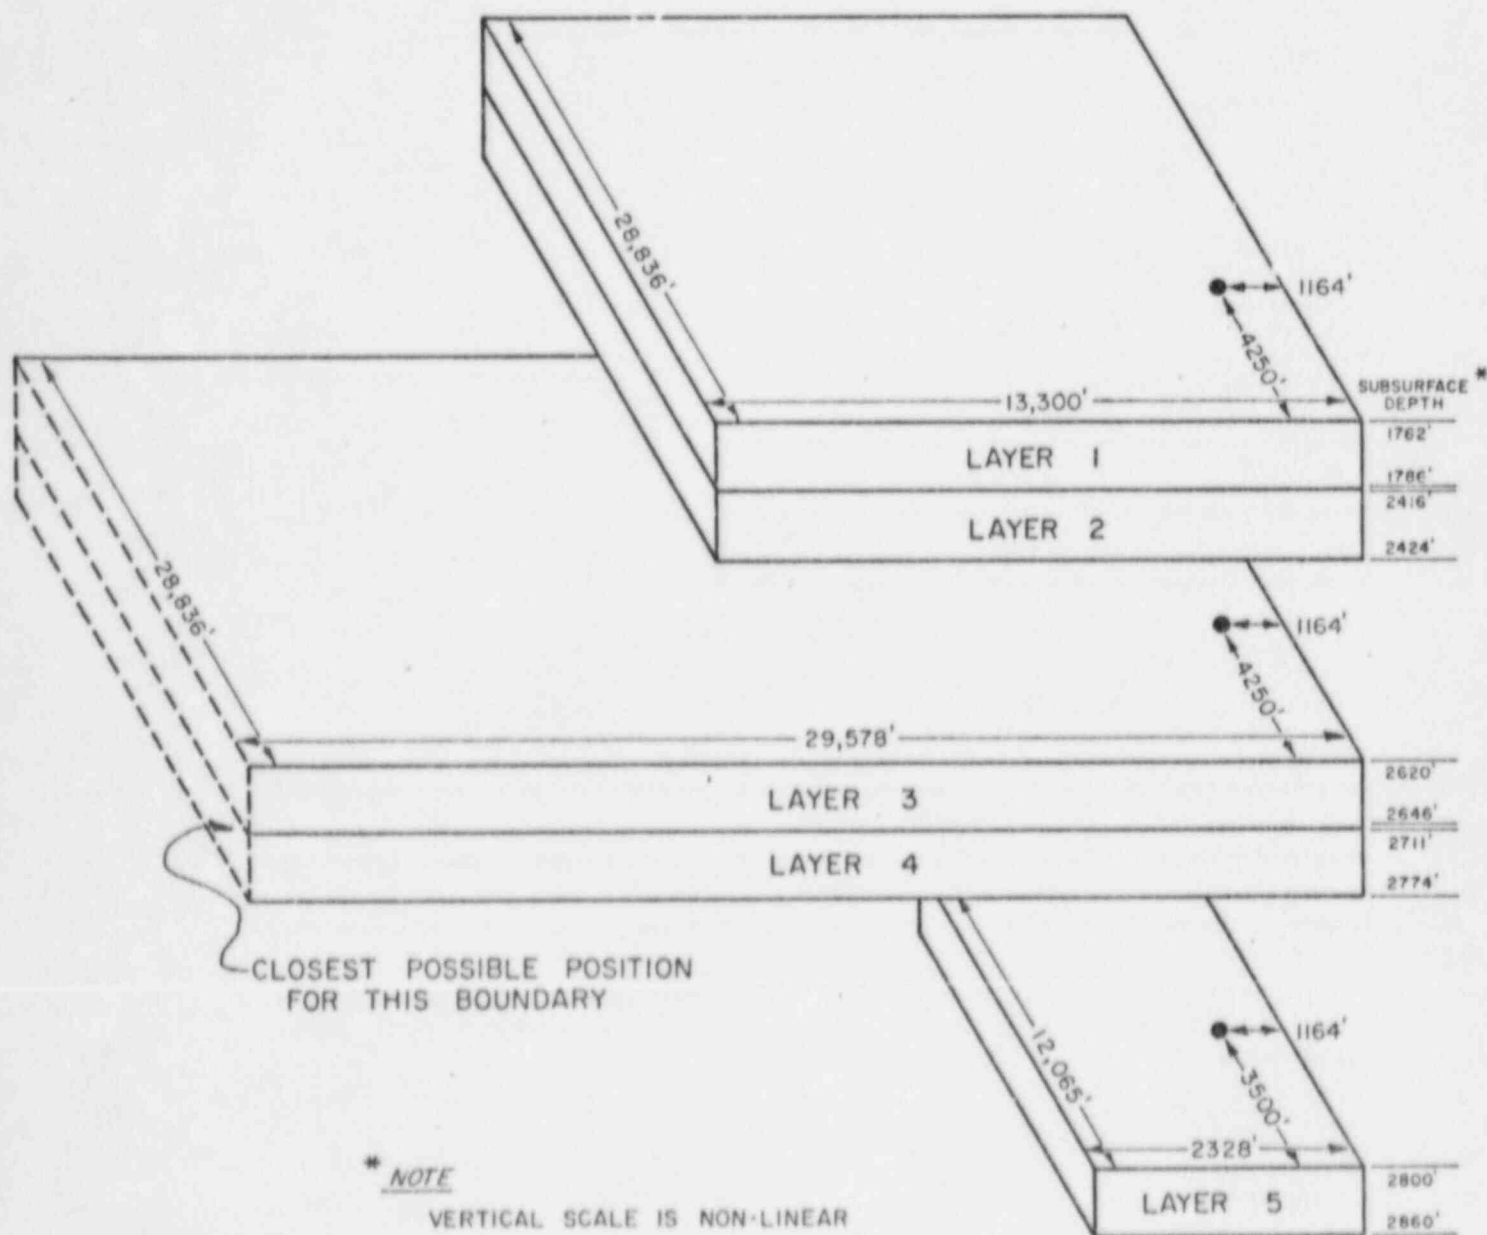 28,836'
1164'
4250'
13,300'
SUBSURFACE *
DEPTH
1762'
LAYER 1
1786'
2416'
LAYER 2
2424'
28,836'
1164'
4250'
29,578'
2620'
LAYER 3
2646'
2711'
LAYER 4
2774'
CLOSEST POSSIBLE POSITION
FOR THIS BOUNDARY
12,065'
1164'
3500'
2328'
2800'
LAYER 5
2860'
* NOTE
VERTICAL SCALE IS NON-LINEAR